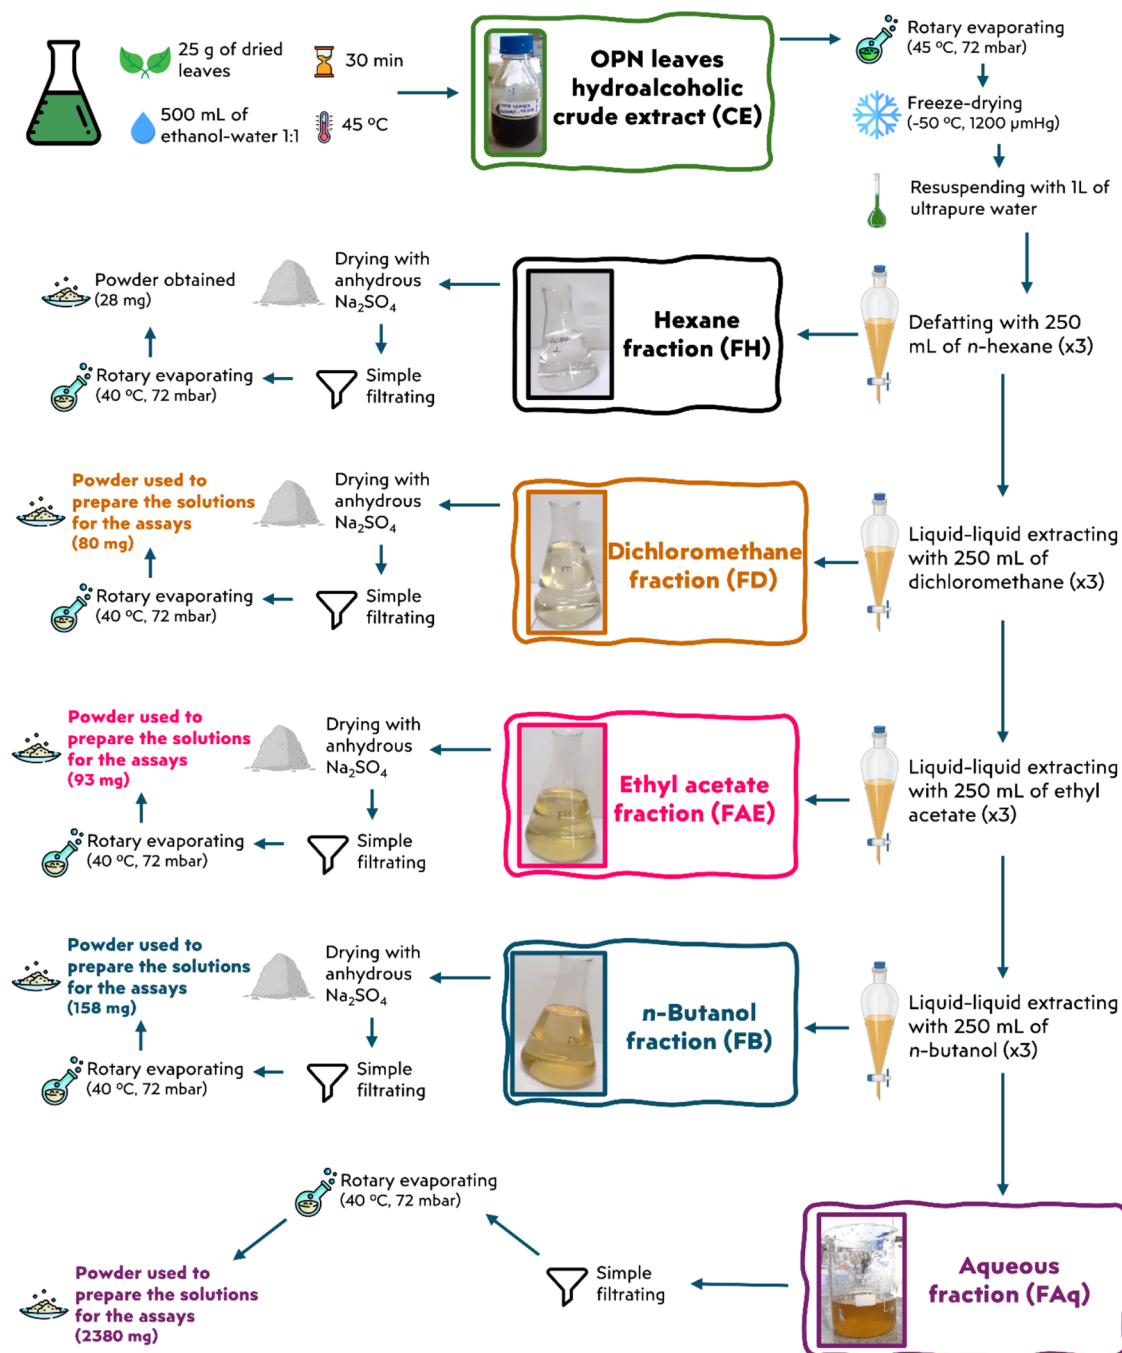 25 g of dried
leaves
30 min
500 mL of
ethanol-water 1:1
45 ºC
OPN leaves
hydroalcoholic
crude extract (CE)
Rotary evaporating
(45 ºC, 72 mbar)
Freeze-drying
(-50 ºC, 1200 µmHg)
Resuspending with 1L of
ultrapure water
Defatting with 250
mL of n-hexane (x3)
Hexane
fraction (FH)
Drying with
anhydrous
Na₂SO₄
Simple
filtrating
Rotary evaporating
(40 ºC, 72 mbar)
Powder obtained
(28 mg)
Liquid-liquid extracting
with 250 mL of
dichloromethane (x3)
Dichloromethane
fraction (FD)
Drying with
anhydrous
Na₂SO₄
Simple
filtrating
Rotary evaporating
(40 ºC, 72 mbar)
Powder used to
prepare the solutions
for the assays
(80 mg)
Liquid-liquid extracting
with 250 mL of ethyl
acetate (x3)
Ethyl acetate
fraction (FAE)
Drying with
anhydrous
Na₂SO₄
Simple
filtrating
Rotary evaporating
(40 ºC, 72 mbar)
Powder used to
prepare the solutions
for the assays
(93 mg)
Liquid-liquid extracting
with 250 mL of
n-butanol (x3)
n-Butanol
fraction (FB)
Drying with
anhydrous
Na₂SO₄
Simple
filtrating
Rotary evaporating
(40 ºC, 72 mbar)
Powder used to
prepare the solutions
for the assays
(158 mg)
Aqueous
fraction (FAq)
Simple
filtrating
Rotary evaporating
(40 ºC, 72 mbar)
Powder used to
prepare the solutions
for the assays
(2380 mg)